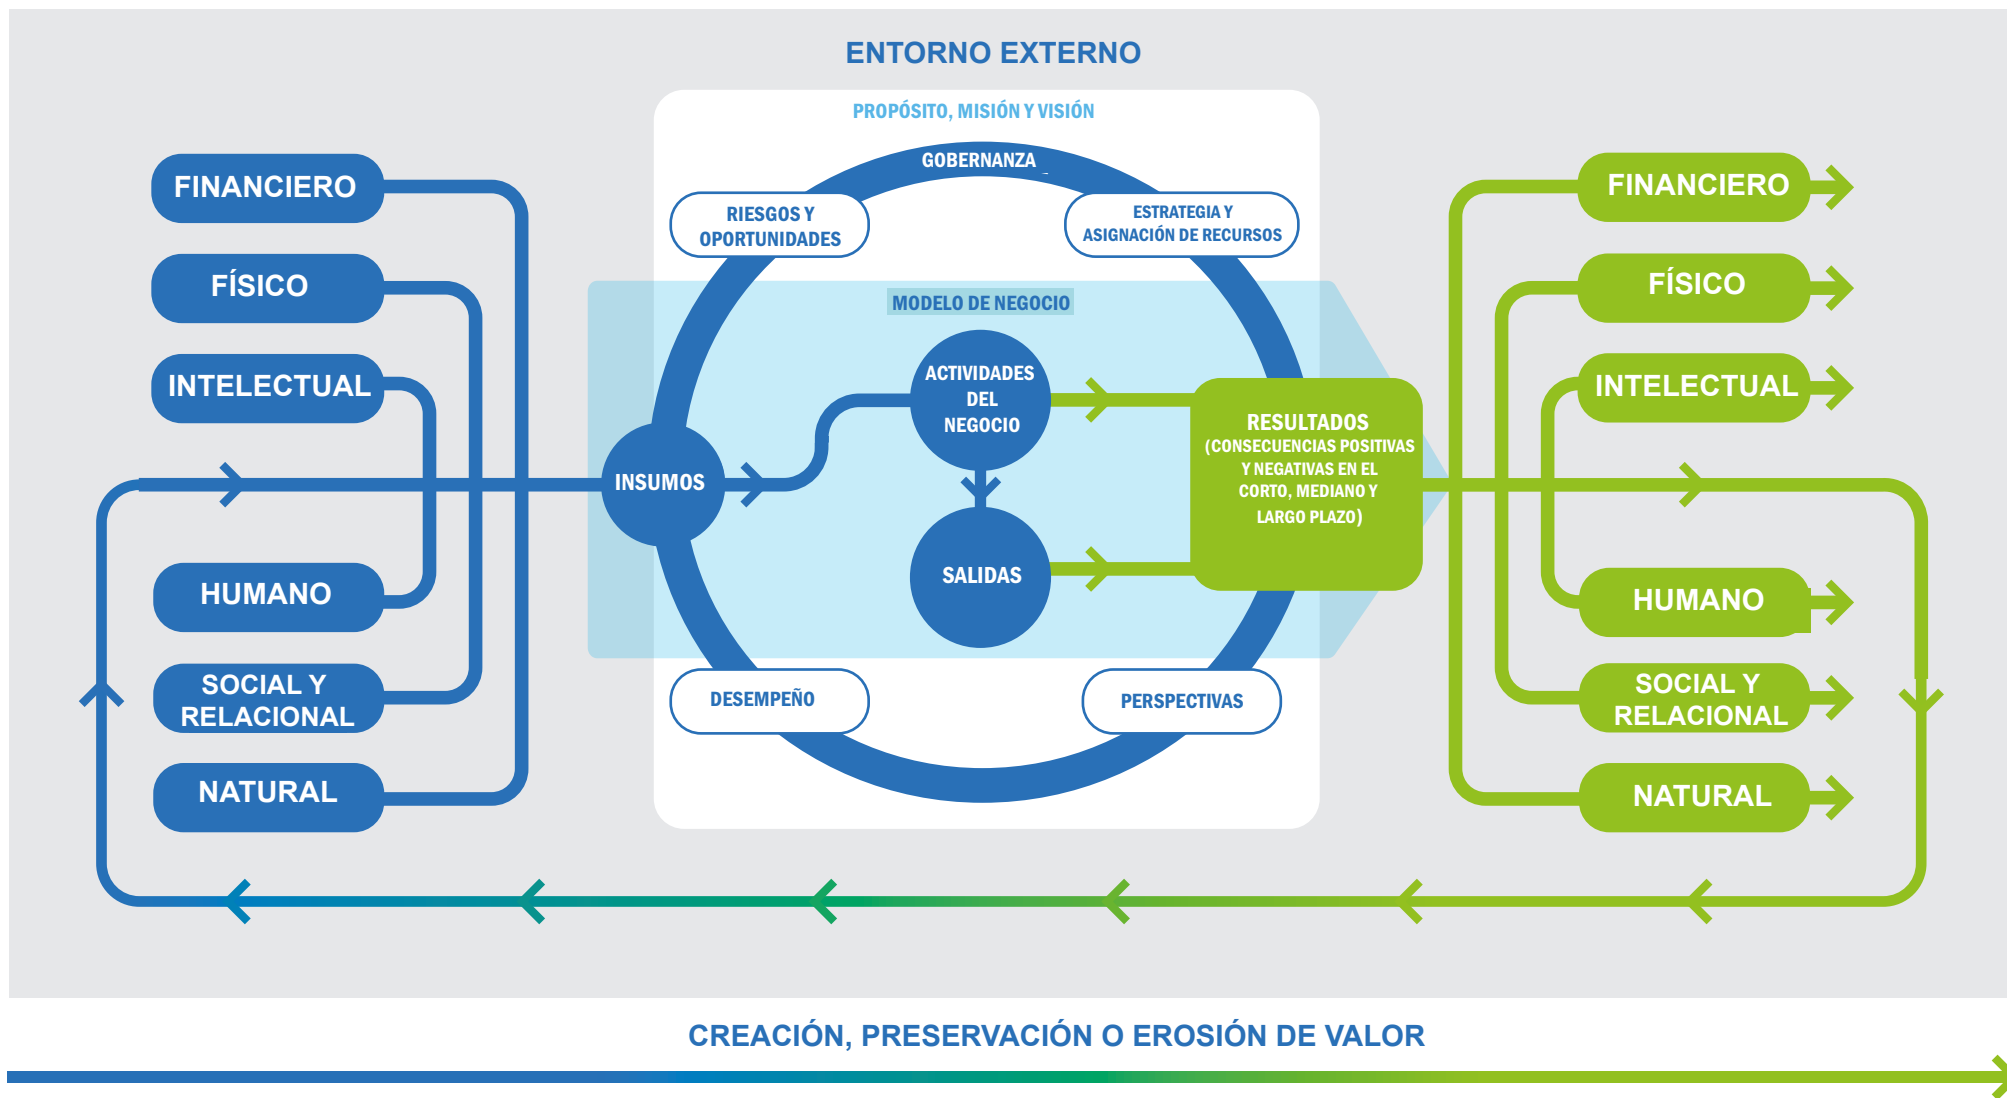 ENTORNO EXTERNO
PROPÓSITO, MISIÓN Y VISIÓN
GOBERNANZA
FINANCIERO
FÍSICO
INTELECTUAL
HUMANO
SOCIAL Y
RELACIONAL
NATURAL
RIESGOS Y
OPORTUNIDADES
ESTRATEGIA Y
ASIGNACIÓN DE RECURSOS
MODELO DE NEGOCIO
INSUMOS
ACTIVIDADES
DEL
NEGOCIO
SALIDAS
RESULTADOS
(CONSECUENCIAS POSITIVAS
Y NEGATIVAS EN EL
CORTO, MEDIANO Y
LARGO PLAZO)
DESEMPEÑO
PERSPECTIVAS
FINANCIERO
FÍSICO
INTELECTUAL
HUMANO
SOCIAL Y
RELACIONAL
NATURAL
CREACIÓN, PRESERVACIÓN O EROSIÓN DE VALOR